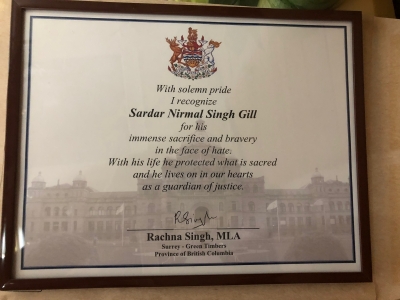 With solemn pride
I recognize
Sardar Nirmal Singh Gill
for his
immense sacrifice and bravery
in the face of hate.
With his life he protected what is sacred
and he lives on in our hearts
as a guardian of justice.
Rachna Singh, MLA
Surrey - Green Timbers
Province of British Columbia